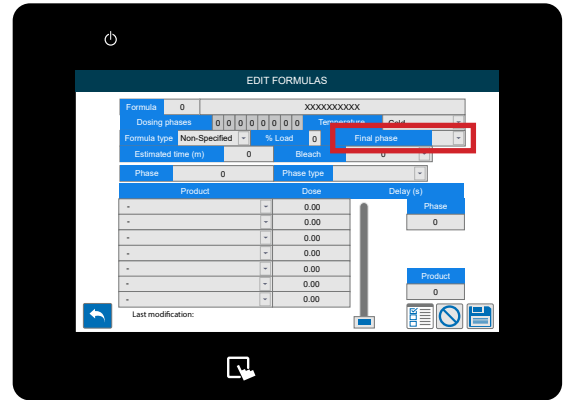 EDIT FORMULAS
Formula 0 XXXXXXXXXX
Dosing phases 0 0 0 0 0 0 0 0 Temperature Cold
Formula type Non-Specified % Load 0 Final phase
Estimated time (m) 0 Bleach 0
Phase 0 Phase type
Product Dose Delay (s)
- 0.00 Phase
- 0.00 0
- 0.00
- 0.00
- 0.00 Product
- 0.00 0
- 0.00
Last modification: